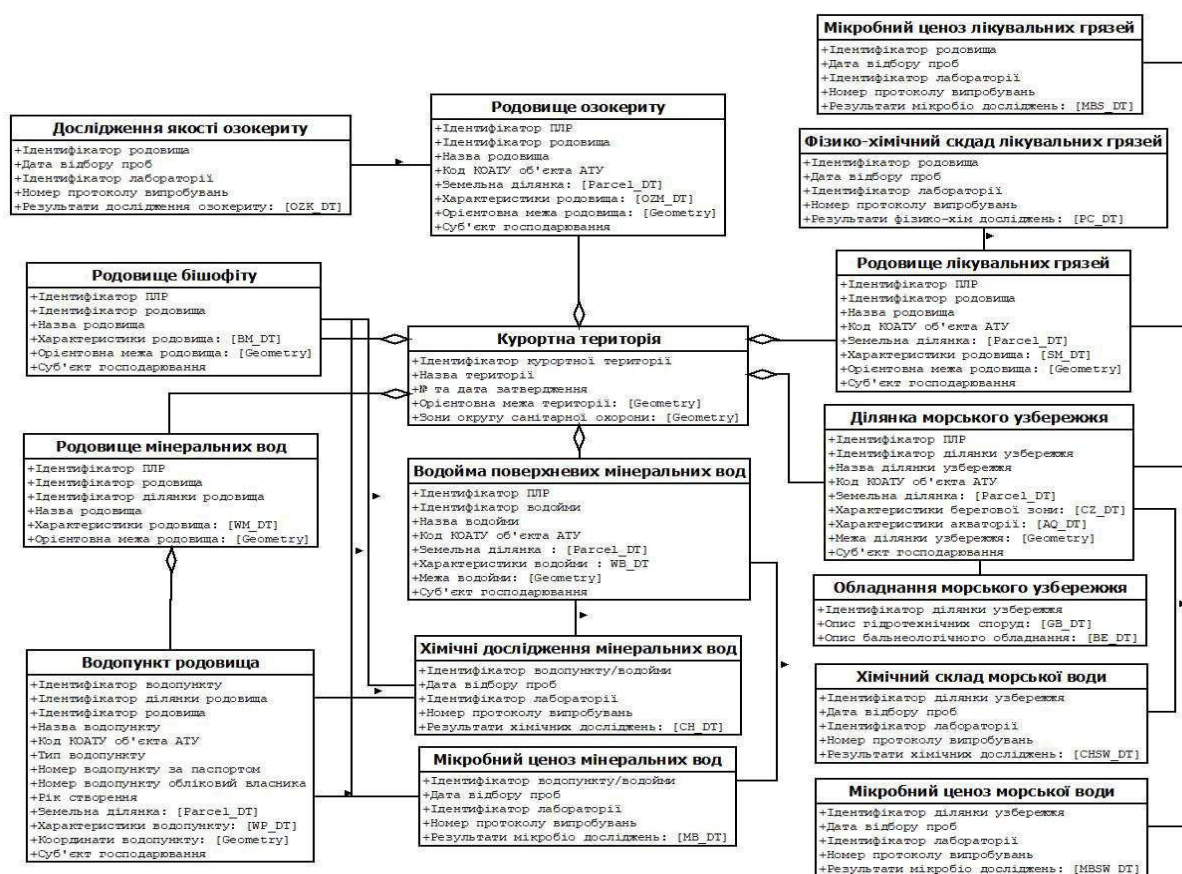 Мікробний ценоз лікувальних грязей
+Ідентифікатор родовища
+Дата відбору проб
+Ідентифікатор лабораторії
+Номер протоколу випробувань
+Результати мікробіо досліджень: [MBS_DT]
Родовище озокериту
+Ідентифікатор ПЛР
+Ідентифікатор родовища
+Назва родовища
+Код КОАТУ об'єкта АТУ
+Земельна ділянка: [Parcel_DT]
+Характеристики родовища: [OZM_DT]
+Орієнтовна межа родовища: [Geometry]
+Суб'єкт господарювання
Дослідження якості озокериту
+Ідентифікатор родовища
+Дата відбору проб
+Ідентифікатор лабораторії
+Номер протоколу випробувань
+Результати дослідження озокериту: [OZK_DT]
Фізико-хімічний скдад лікувальних грязей
+Ідентифікатор родовища
+Дата відбору проб
+Ідентифікатор лабораторії
+Номер протоколу випробувань
+Результати фізико-хім досліджень: [PC_DT]
Родовище бішофіту
+Ідентифікатор ПЛР
+Ідентифікатор родовища
+Назва родовища
+Характеристики родовища: [BM_DT]
+Орієнтовна межа родовища: [Geometry]
+Суб'єкт господарювання
Родовище лікувальних грязей
+Ідентифікатор ПЛР
+Ідентифікатор родовища
+Назва родовища
+Код КОАТУ об'єкта АТУ
+Земельна ділянка: [Parcel_DT]
+Характеристики родовища: [SM_DT]
+Орієнтовна межа родовища: [Geometry]
+Суб'єкт господарювання
Курортна територія
+Ідентифікатор курортної території
+Назва території
+№ та дата затвердження
+Орієнтовна межа території: [Geometry]
+Зони округу санітарної охорони: [Geometry]
Родовище мінеральних вод
+Ідентифікатор ПЛР
+Ідентифікатор родовища
+Ідентифікатор ділянки родовища
+Назва родовища
+Характеристики родовища: [WM_DT]
+Орієнтовна межа родовища: [Geometry]
Водойма поверхневих мінеральних вод
+Ідентифікатор ПЛР
+Ідентифікатор водойми
+Назва водойми
+Код КОАТУ об'єкта АТУ
+Земельна ділянка : [Parcel_DT]
+Характеристики водойми : WB_DT
+Межа водойми: [Geometry]
+Суб'єкт господарювання
Ділянка морського узбережжя
+Ідентифікатор ПЛР
+Ідентифікатор ділянки узбережжя
+Назва ділянки узбережжя
+Код КОАТУ об'єкта АТУ
+Земельна ділянка: [Parcel_DT]
+Характеристики берегової зони: [CZ_DT]
+Характеристики акваторії: [AQ_DT]
+Межа ділянки узбережжя: [Geometry]
+Суб'єкт господарювання
Обладнання морського узбережжя
+Ідентифікатор ділянки узбережжя
+Опис гідротехнічних споруд: [GB_DT]
+Опис бальнеологічного обладнання: [BE_DT]
Водопункт родовища
+Ідентифікатор водопункту
+Ілентифікатор ділянки родовища
+Ідентифікатор родовища
+Назва водопункту
+Код КОАТУ об'єкта АТУ
+Тип водопункту
+Номер водопункту за паспортом
+Номер водопункту обліковий власника
+Рік створення
+Земельна ділянка: [Parcel_DT]
+Характеристики водопункту: [WP_DT]
+Координати водопункту: [Geometry]
+Суб'єкт господарювання
Хімічні дослідження мінеральних вод
+Ідентифікатор водопункту/водойми
+Дата відбору проб
+Ідентифікатор лабораторії
+Номер протоколу випробувань
+Результати хімічних досліджень: [CH_DT]
Мікробний ценоз мінеральних вод
+Ідентифікатор водопункту/водойми
+Дата відбору проб
+Ідентифікатор лабораторії
+Номер протоколу випробувань
+Результати мікробіо досліджень: [MB_DT]
Хімічний склад морської води
+Ідентифікатор ділянки узбережжя
+Дата відбору проб
+Ідентифікатор лабораторії
+Номер протоколу випробувань
+Результати хімічних досліджень: [CHSW_DT]
Мікробний ценоз морської води
+Ідентифікатор ділянки узбережжя
+Дата відбору проб
+Ідентифікатор лабораторії
+Номер протоколу випробувань
+Результати мікробіо досліджень: [MBSW_DT]